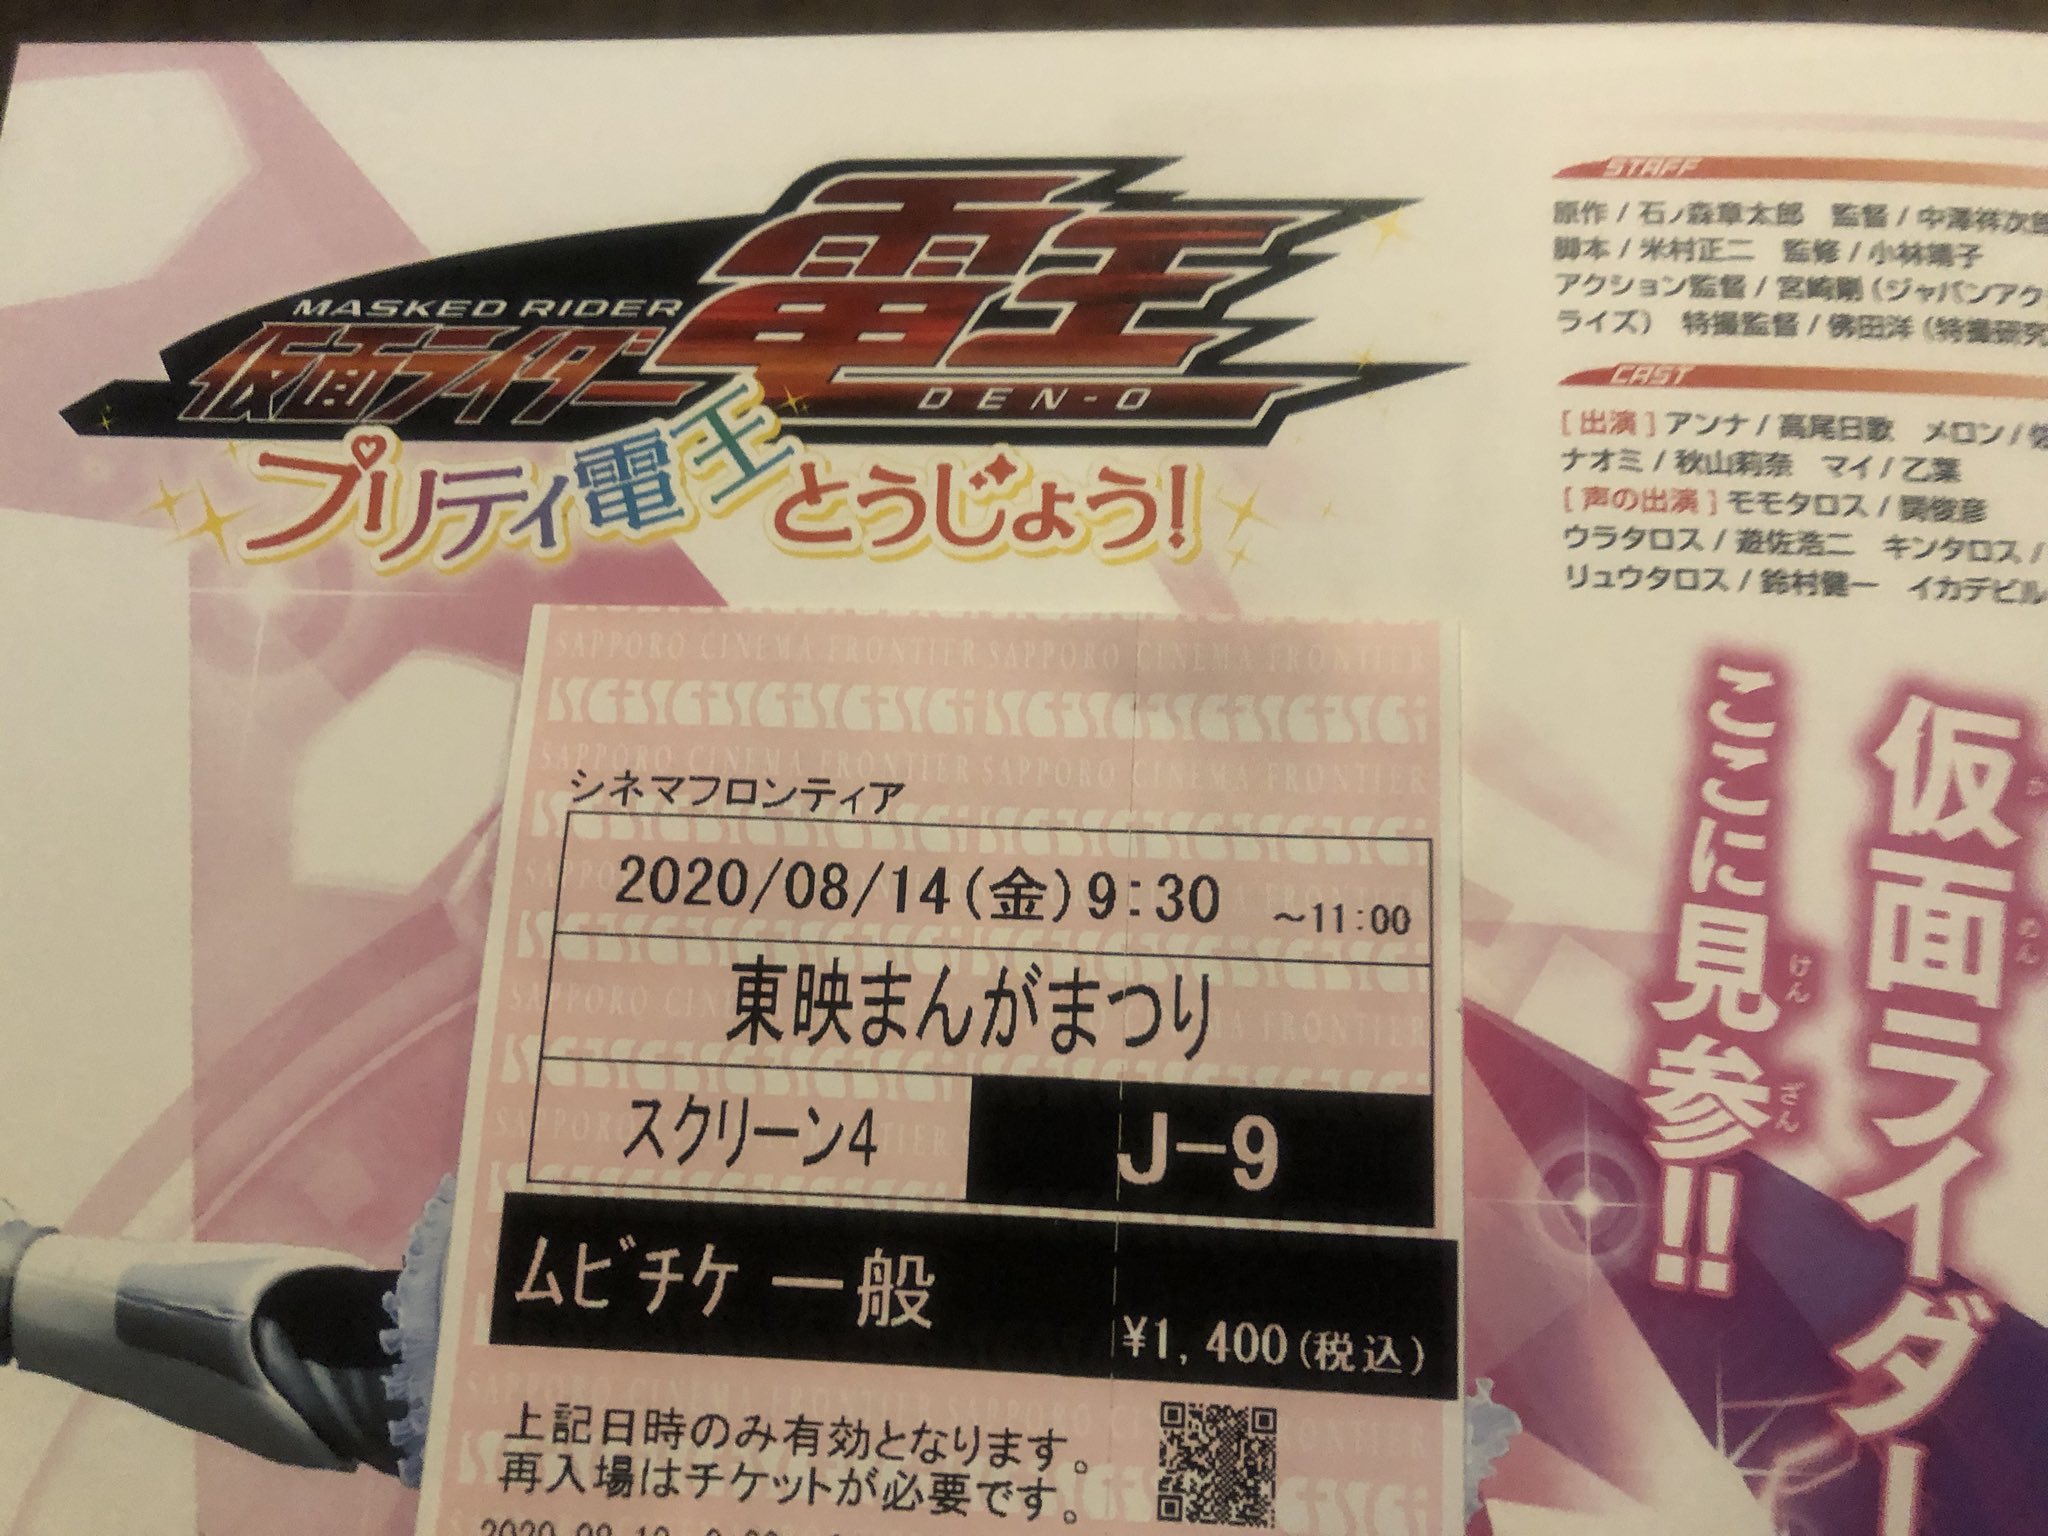 MASKED RIDER
仮面ライダー電王
DEN-O
プリティ電王とうじょう!
STAFF
原作 / 石ノ森章太郎 監督 / 中澤祥次郎
脚本 / 米村正二 監修 / 小林靖子
アクション監督 / 宮崎剛 (ジャパンアク
ライズ) 特撮監督 / 佛田洋 (特撮研究
CAST
[ 出演 ] アンナ / 高尾日歌 メロン /
ナオミ / 秋山莉奈 マイ / 乙葉
[ 声の出演 ] モモタロス / 関俊彦
ウラタロス / 遊佐浩二 キンタロス /
リュウタロス / 鈴村健一 イカデビル
仮面ライダー
ここに見参!!
けん ざん
めん
SAPPORO CINEMA FRONTIER SAPPORO CINEMA FRONTIER
シネマフロンティア
2020/08/14(金) 9:30 ～11:00
東映まんがまつり
スクリーン4 J-9
ムビチケ 一般
¥1,400(税込)
上記日時のみ有効となります。
再入場はチケットが必要です。